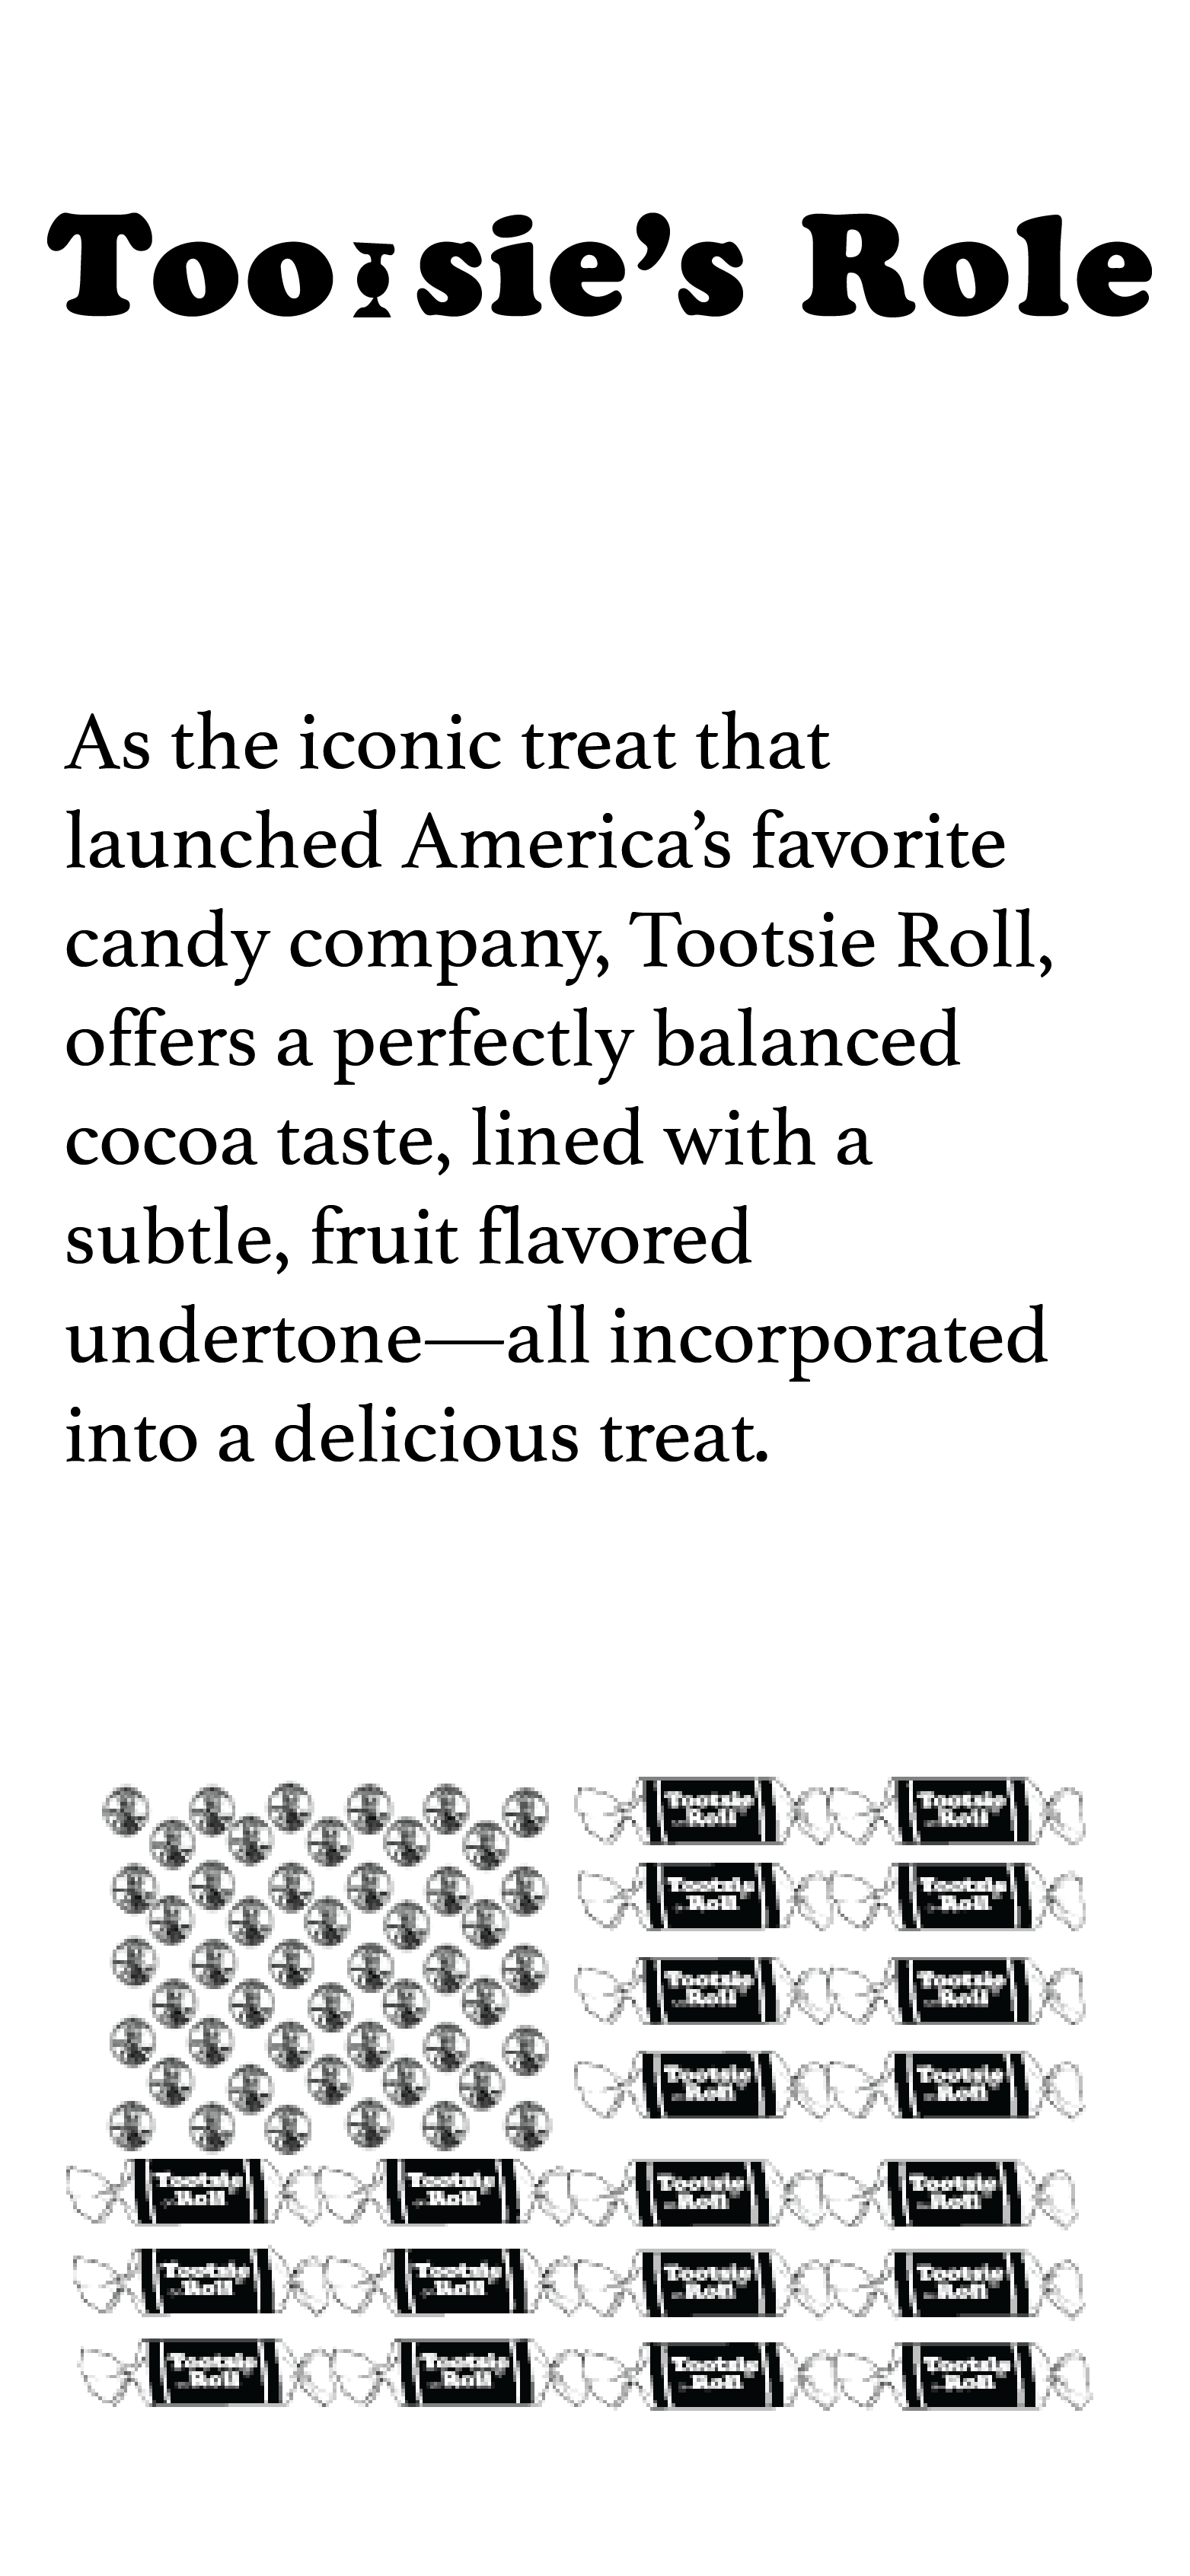 Tootsie's Role
As the iconic treat that
launched America’s favorite
candy company, Tootsie Roll,
offers a perfectly balanced
cocoa taste, lined with a
subtle, fruit flavored
undertone—all incorporated
into a delicious treat.
Tootsie Roll Tootsie Roll
Tootsie Roll Tootsie Roll
Tootsie Roll Tootsie Roll
Tootsie Roll Tootsie Roll
Tootsie Roll Tootsie Roll Tootsie Roll Tootsie Roll
Tootsie Roll Tootsie Roll Tootsie Roll Tootsie Roll
Tootsie Roll Tootsie Roll Tootsie Roll Tootsie Roll